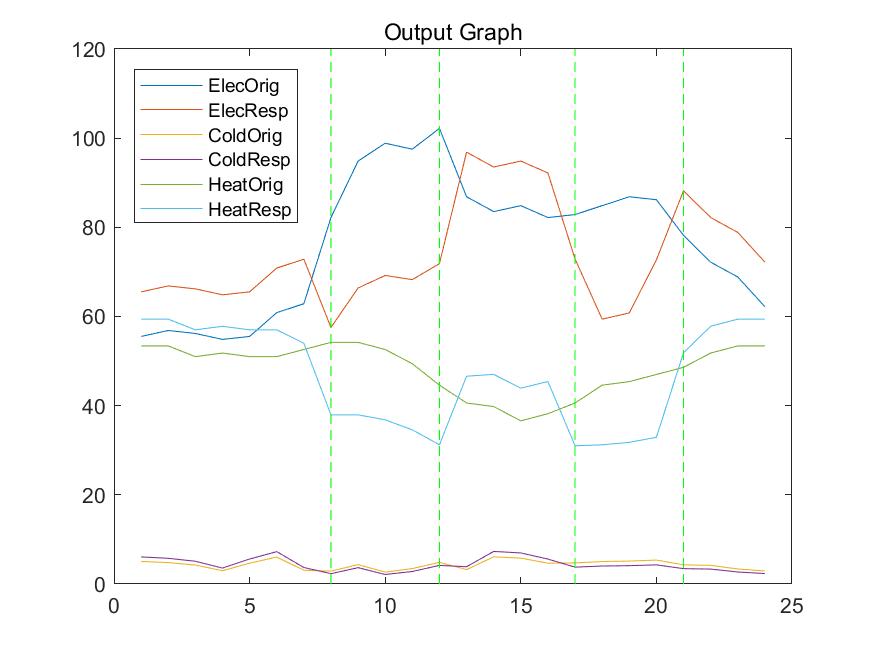 Output Graph
120
100
80
60
40
20
0
ElecOrig
ElecResp
ColdOrig
ColdResp
HeatOrig
HeatResp
0 5 10 15 20 25